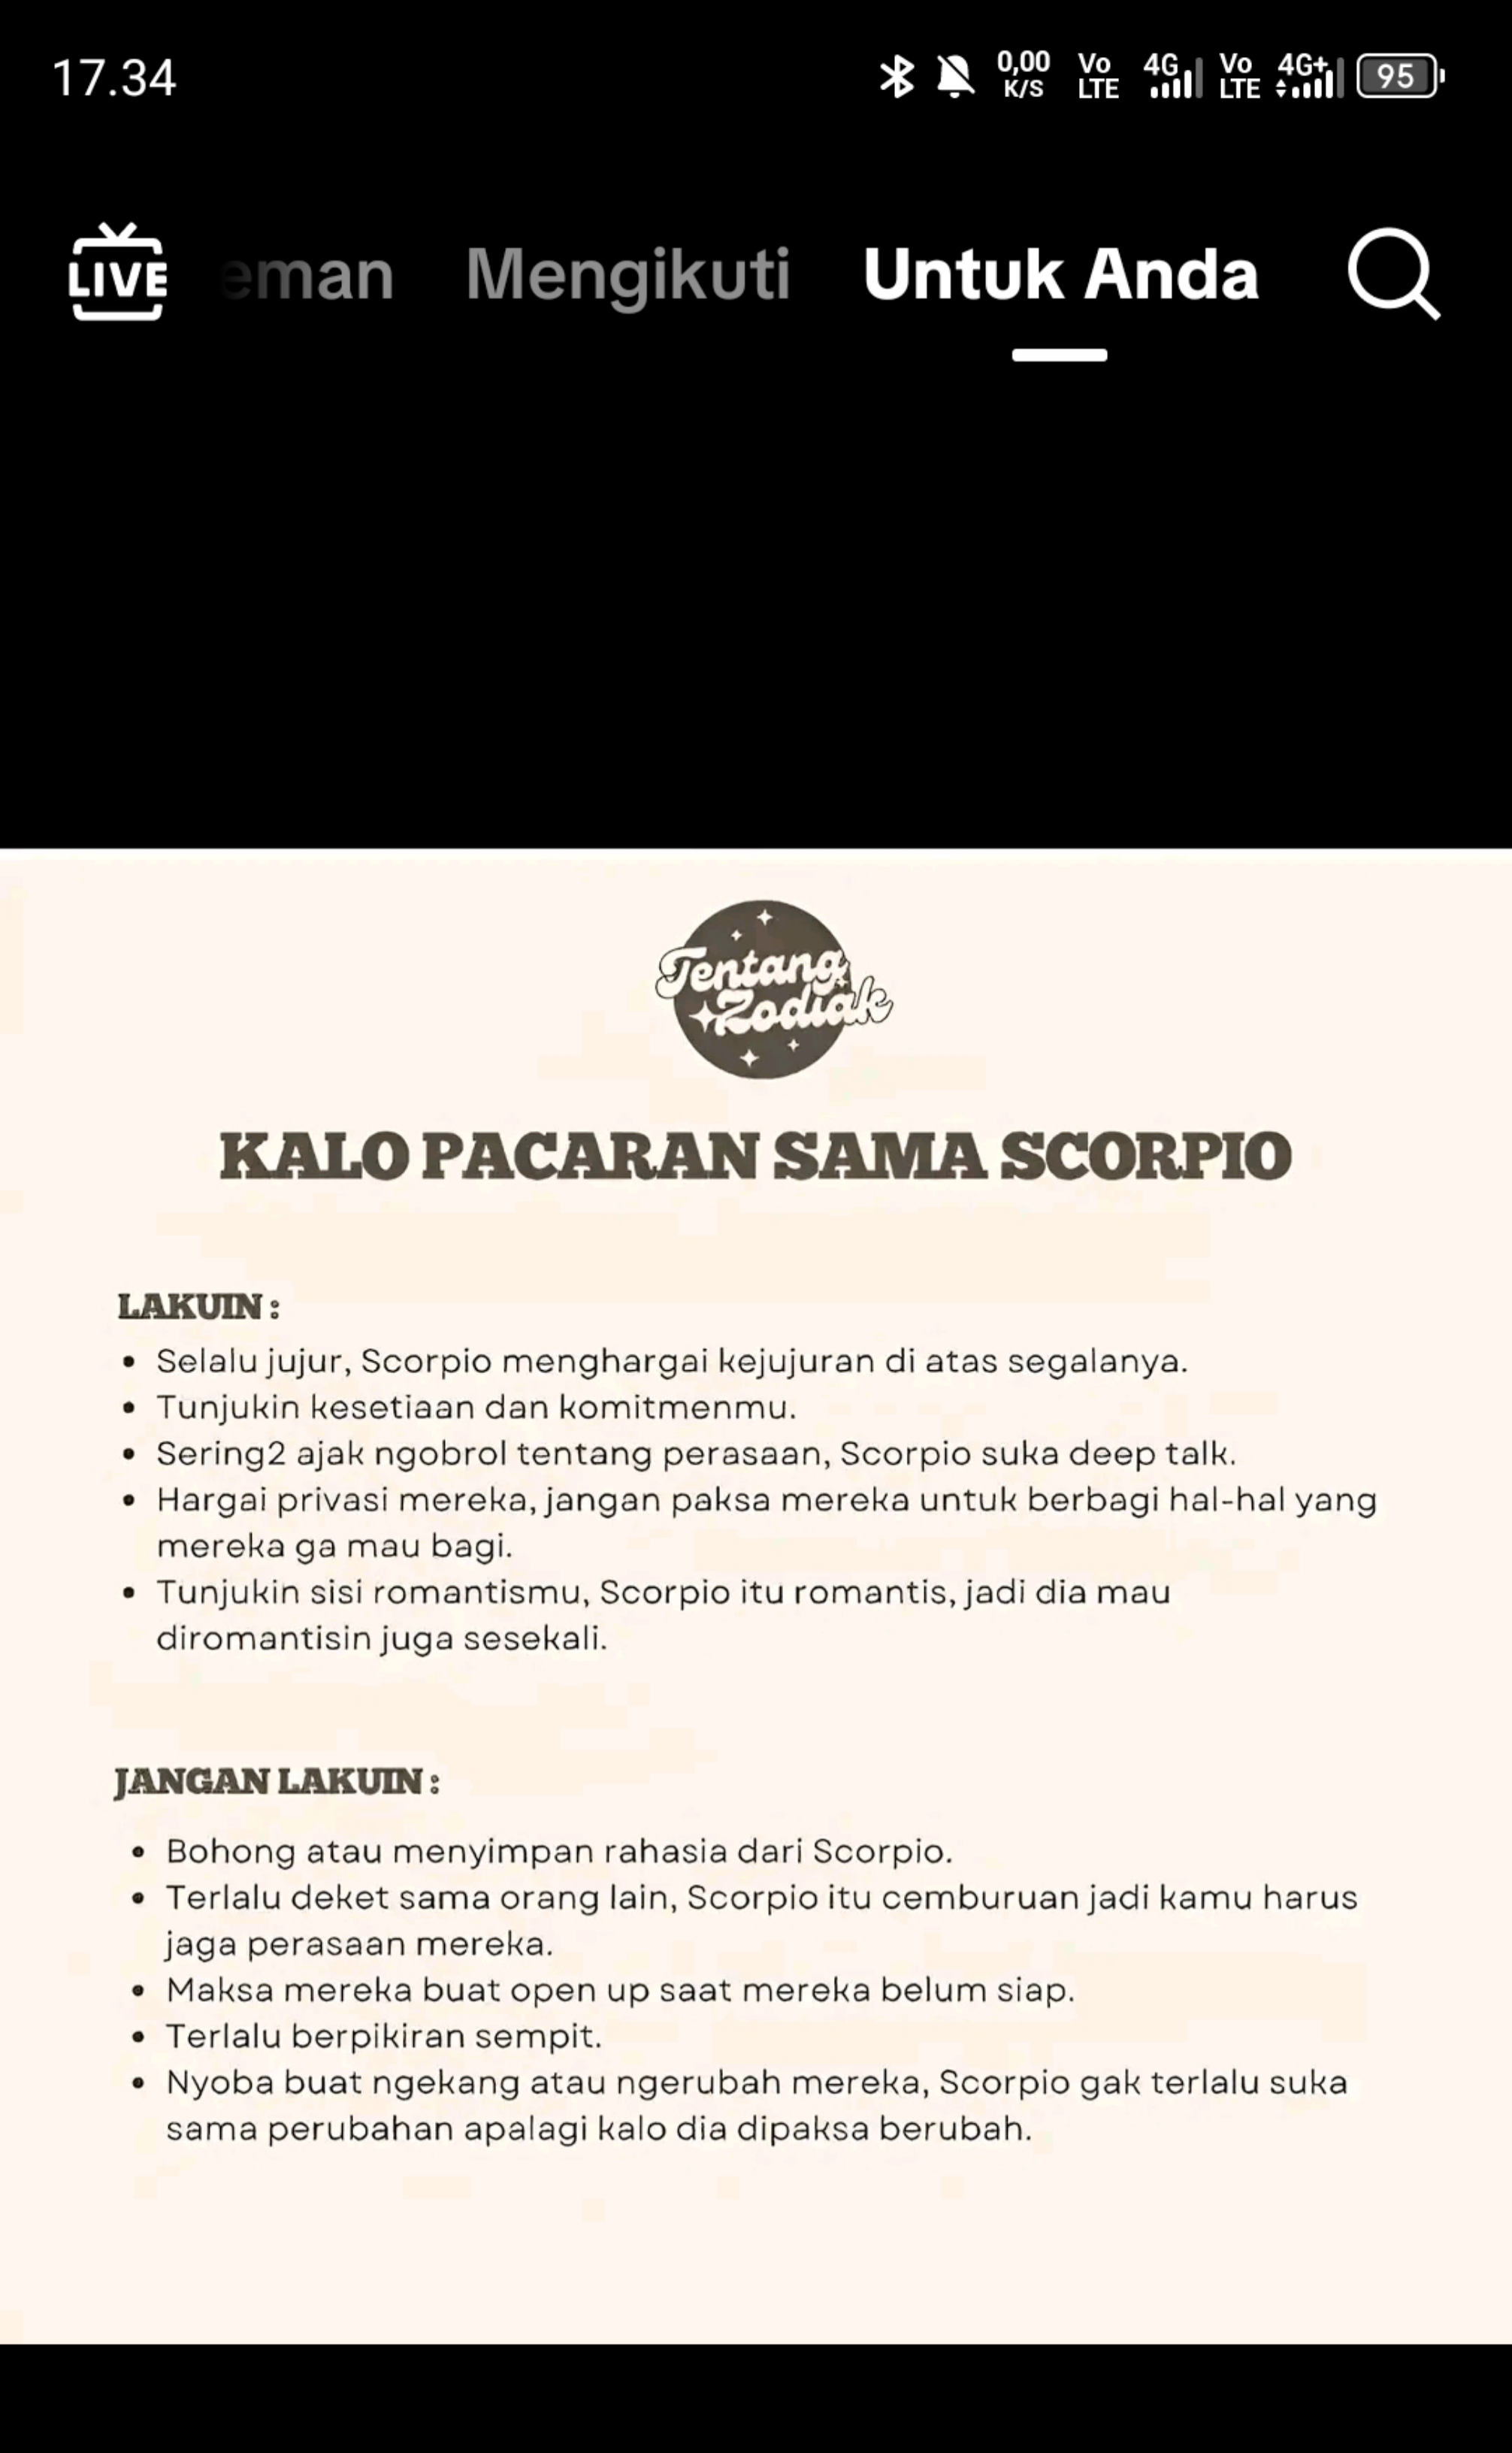 17.34
0,00 K/S Vo LTE 4G Vo LTE 4G+ 95
LIVE eman Mengikuti Untuk Anda
Tentang
Zodiak
KALO PACARAN SAMA SCORPIO
LAKUIN :
• Selalu jujur, Scorpio menghargai kejujuran di atas segalanya.
• Tunjukin kesetiaan dan komitmenmu.
• Sering2 ajak ngobrol tentang perasaan, Scorpio suka deep talk.
• Hargai privasi mereka, jangan paksa mereka untuk berbagi hal-hal yang
mereka ga mau bagi.
• Tunjukin sisi romantismu, Scorpio itu romantis, jadi dia mau
diromantisin juga sesekali.
JANGAN LAKUIN :
• Bohong atau menyimpan rahasia dari Scorpio.
• Terlalu deket sama orang lain, Scorpio itu cemburuan jadi kamu harus
jaga perasaan mereka.
• Maksa mereka buat open up saat mereka belum siap.
• Terlalu berpikiran sempit.
• Nyoba buat ngekang atau ngerubah mereka, Scorpio gak terlalu suka
sama perubahan apalagi kalo dia dipaksa berubah.